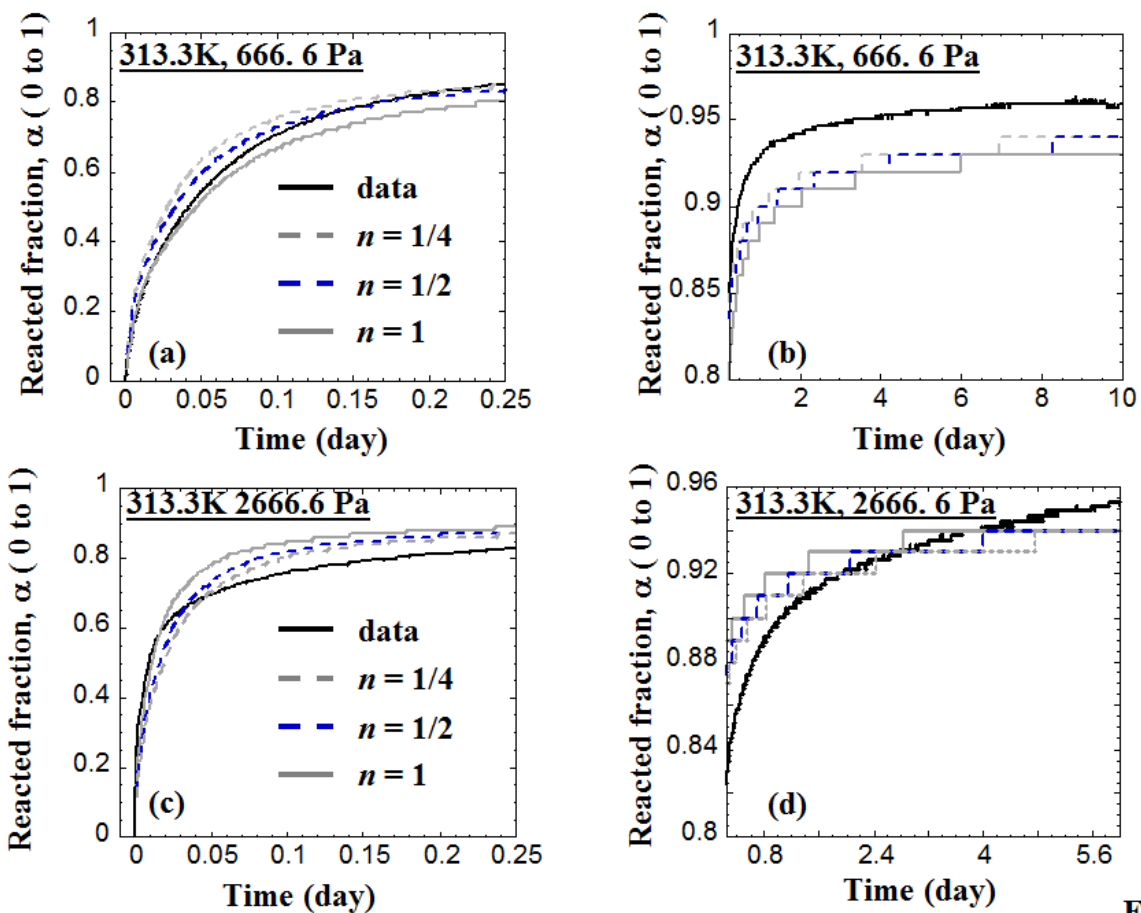 Reacted fraction, α ( 0 to 1)
313.3K, 666. 6 Pa
1
0.8
0.6
0.4
0.2
0
data
n = 1/4
n = 1/2
n = 1
(a)
0 0.05 0.1 0.15 0.2 0.25
Time (day)
Reacted fraction, α ( 0 to 1)
313.3K, 666. 6 Pa
1
0.95
0.9
0.85
0.8
(b)
2 4 6 8 10
Time (day)
Reacted fraction, α ( 0 to 1)
313.3K 2666.6 Pa
1
0.8
0.6
0.4
0.2
0
data
n = 1/4
n = 1/2
n = 1
(c)
0 0.05 0.1 0.15 0.2 0.25
Time (day)
Reacted fraction, α ( 0 to 1)
313.3K, 2666.6 Pa
0.96
0.92
0.88
0.84
0.8
(d)
0.8 2.4 4 5.6
Time (day)